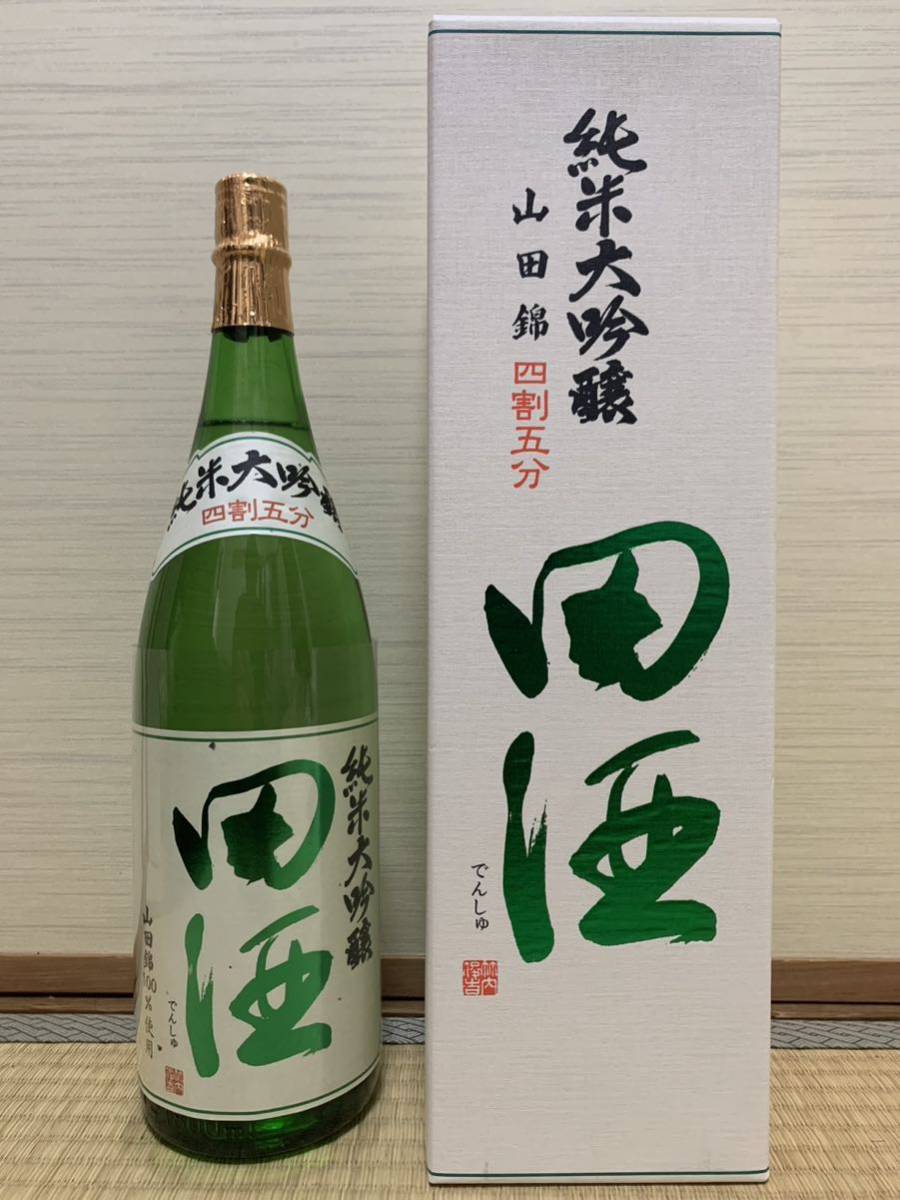 純米大吟醸
四割五分
純米大吟醸
田酒
でんしゅ
山田錦100%使用
純米大吟醸
山田錦
四割五分
田酒
でんしゅ